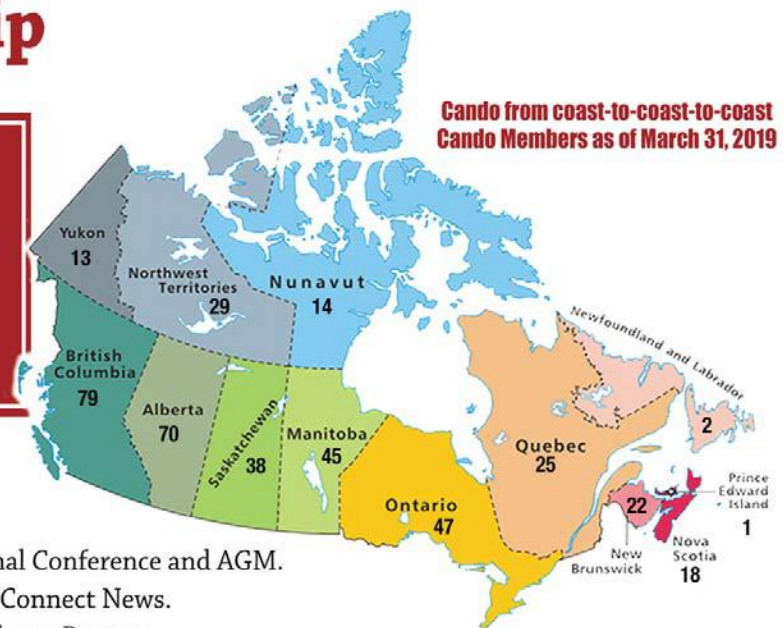 ip
Cando from coast-to-coast-to-coast
Cando Members as of March 31, 2019
Yukon
13
Northwest
Territories
29
Nunavut
14
British
Columbia
79
Alberta
70
Saskatchewan
38
Manitoba
45
Ontario
47
Quebec
25
Newfoundland and Labrador
2
22
New
Brunswick
Prince
Edward
Island
1
Nova
Scotia
18
nal Conference and AGM.
Connect News.